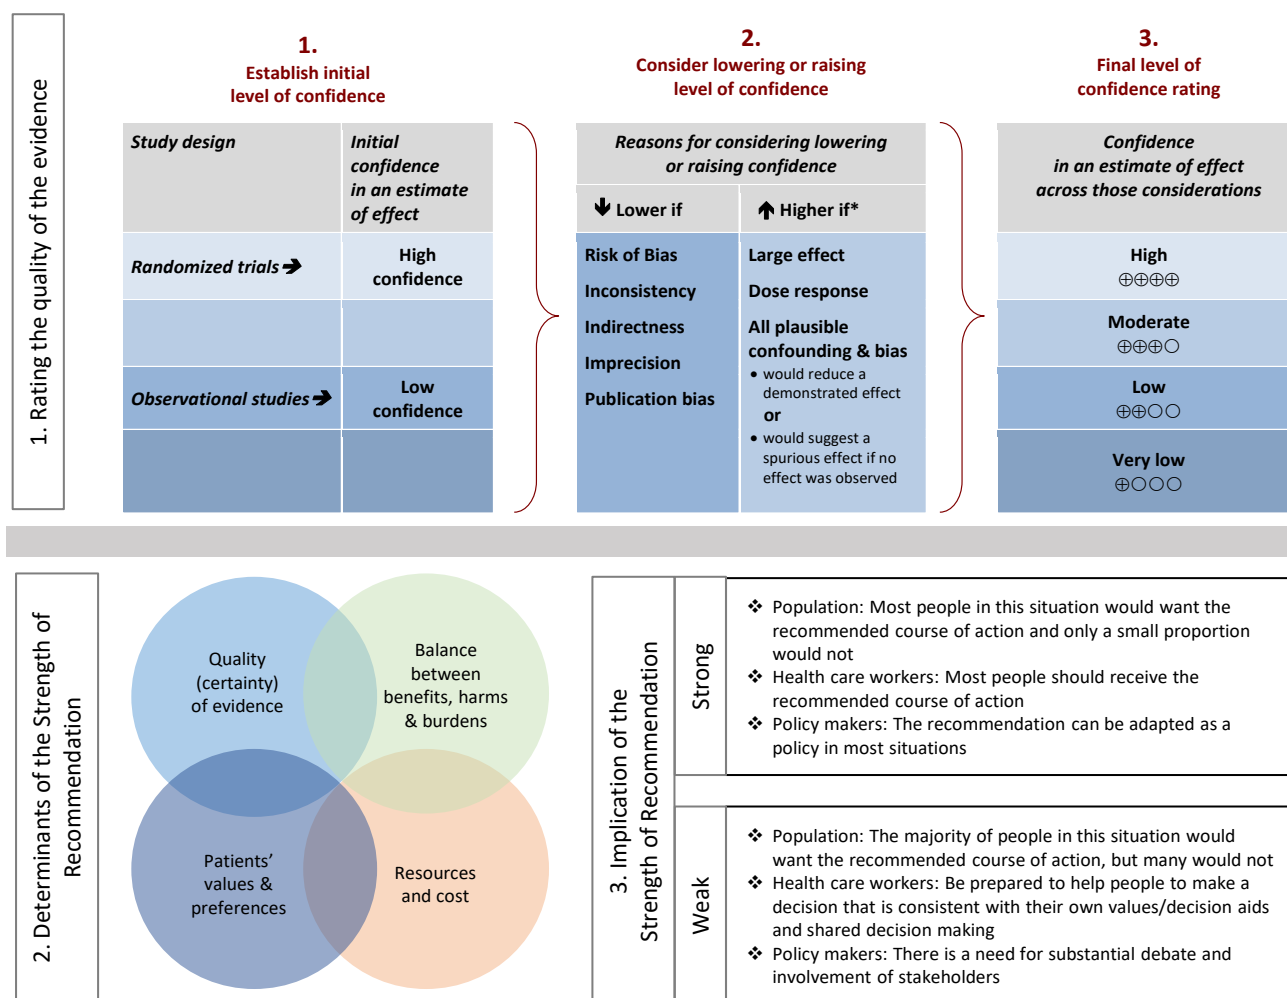 1. Rating the quality of the evidence
1.
Establish initial
level of confidence
2.
Consider lowering or raising
level of confidence
3.
Final level of
confidence rating
Study design
Initial
confidence
in an estimate
of effect
Randomized trials ➔
High
confidence
Observational studies ➔
Low
confidence
Reasons for considering lowering
or raising confidence
🡇 Lower if
🡅 Higher if*
Risk of Bias
Inconsistency
Indirectness
Imprecision
Publication bias
Large effect
Dose response
All plausible
confounding & bias
• would reduce a
demonstrated effect
or
• would suggest a
spurious effect if no
effect was observed
Confidence
in an estimate of effect
across those considerations
High
⊕⊕⊕⊕
Moderate
⊕⊕⊕○
Low
⊕⊕○○
Very low
⊕○○○
2. Determinants of the Strength of
Recommendation
Quality
(certainty)
of evidence
Balance
between
benefits, harms
& burdens
Patients’
values &
preferences
Resources
and cost
3. Implication of the
Strength of Recommendation
Strong
❖ Population: Most people in this situation would want the
recommended course of action and only a small proportion
would not
❖ Health care workers: Most people should receive the
recommended course of action
❖ Policy makers: The recommendation can be adapted as a
policy in most situations
Weak
❖ Population: The majority of people in this situation would
want the recommended course of action, but many would not
❖ Health care workers: Be prepared to help people to make a
decision that is consistent with their own values/decision aids
and shared decision making
❖ Policy makers: There is a need for substantial debate and
involvement of stakeholders